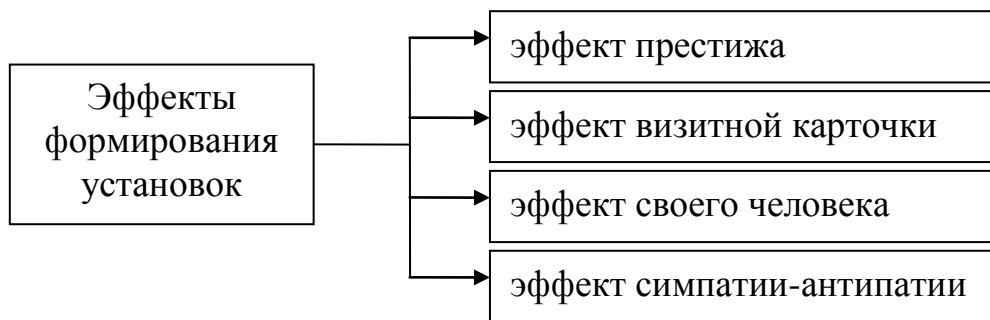 Эффекты
формирования
установок
эффект престижа
эффект визитной карточки
эффект своего человека
эффект симпатии-антипатии